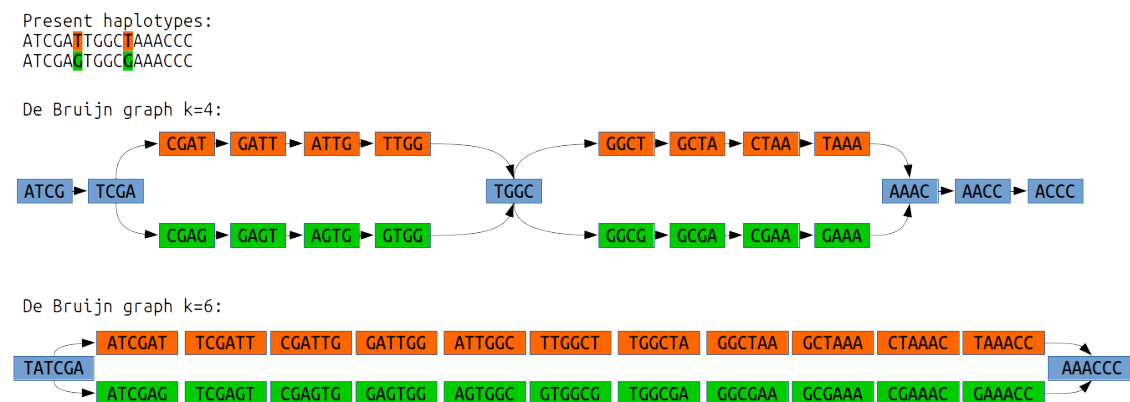 Present haplotypes:
ATCGATTGGCTAAACCC
ATCGAGTGGCGAAACCC
De Bruijn graph k=4:
CGAT GATT ATTG TTGG GGCT GCTA CTAA TAAA
ATCG TCGA TGGC AAAC AACC ACCC
CGAG GAGT AGTG GTGG GGCG GCGA CGAA GAAA
De Bruijn graph k=6:
ATCGAT TCGATT CGATTG GATTGG ATTGGC TTGGCT TGGCTA GGCTAA GCTAAA CTAAAC TAAACC
TATCGA AAACCC
ATCGAG TCGAGT CGAGTG GAGTGG AGTGGC GTGGCG TGGCGA GGCGAA GCGAAA CGAAAC GAAACC